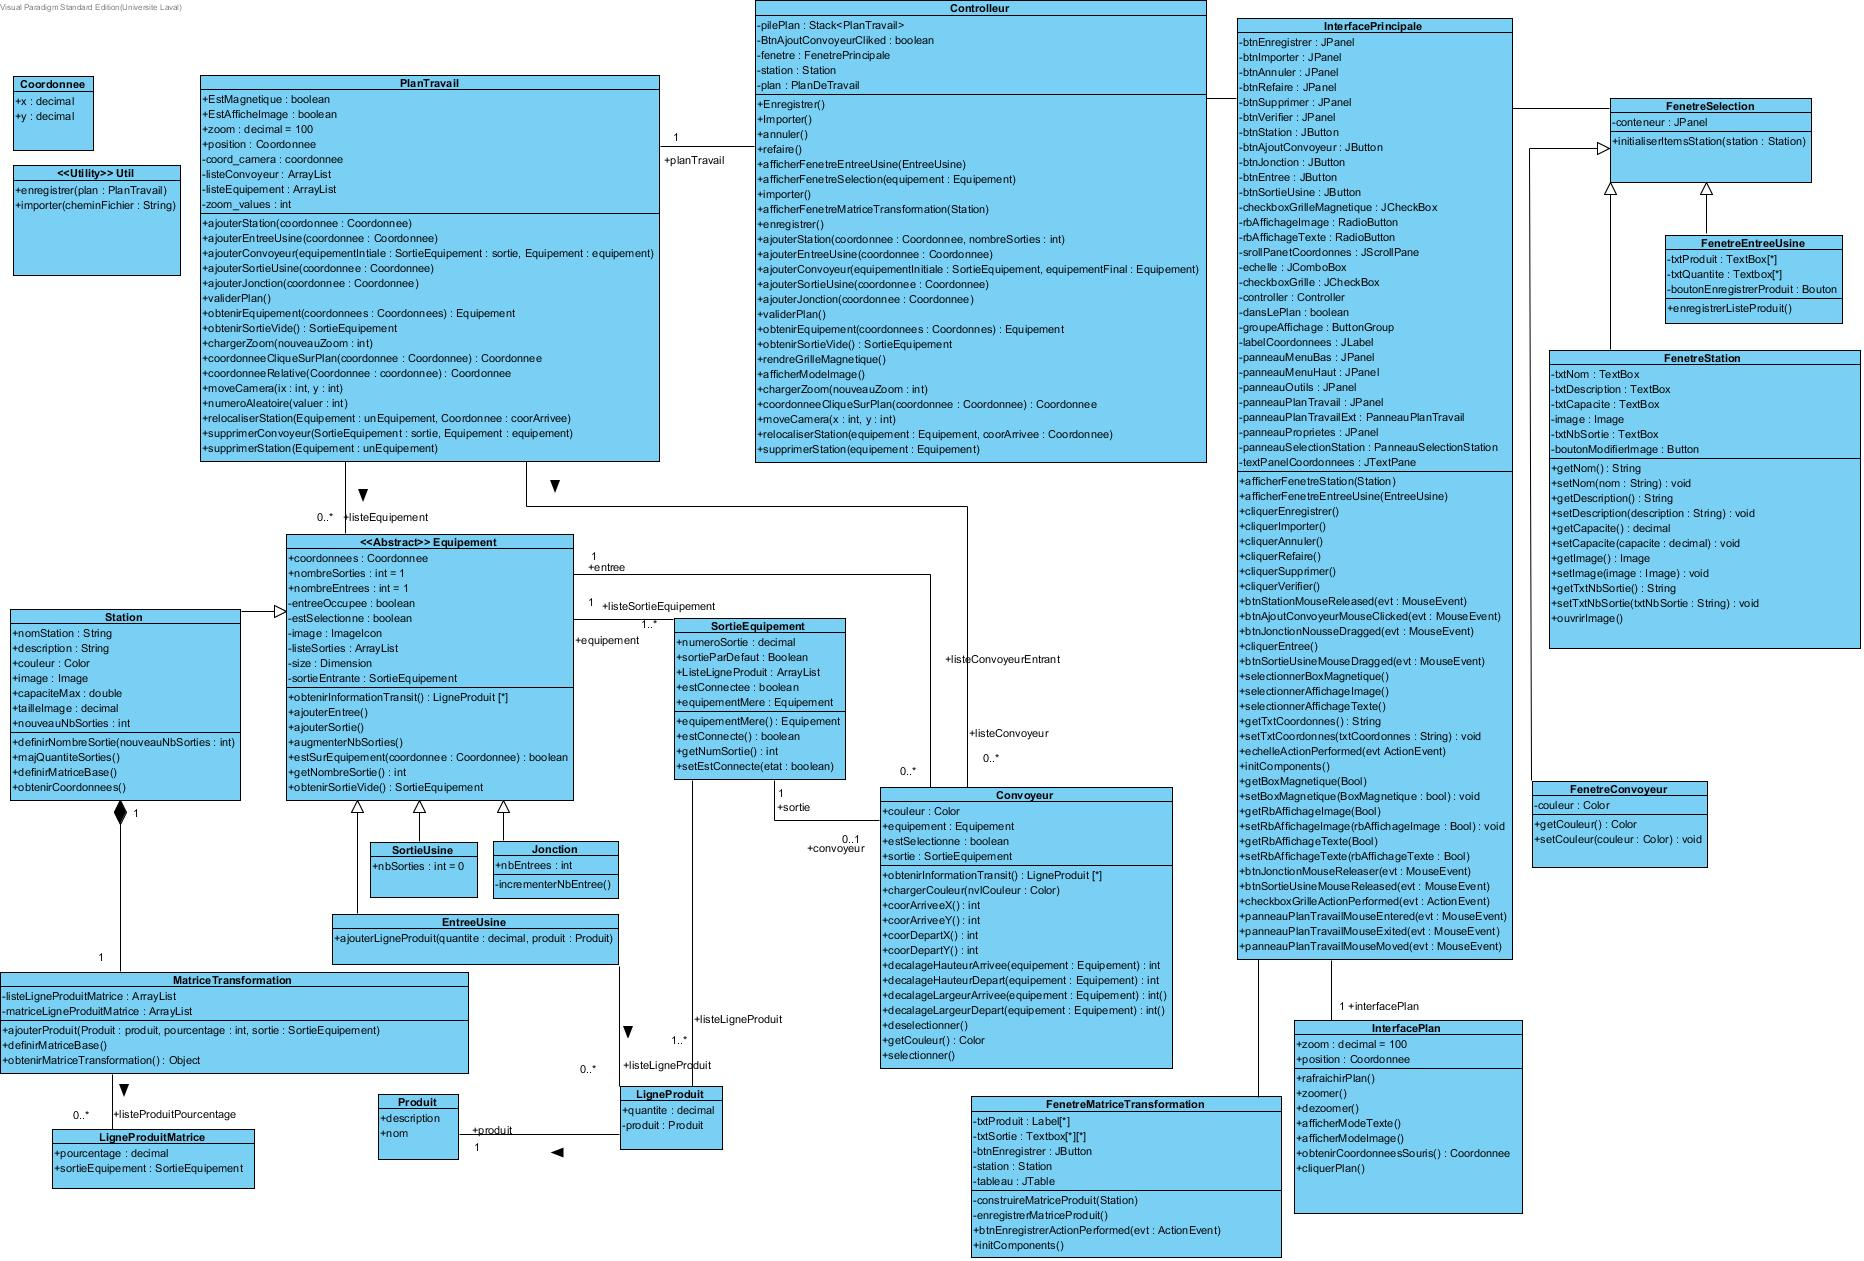 Visual Paradigm Standard Edition(Universite Laval)
Coordonnee
+x : decimal
+y : decimal
<<Utility>> Util
+enregistrer(plan : PlanTravail)
+importer(cheminFichier : String)
PlanTravail
+EstMagnetique : boolean
+EstAfficheImage : boolean
+zoom : decimal = 100
+position : Coordonnee
-coord_camera : coordonnee
-listeConvoyeur : ArrayList
-listeEquipement : ArrayList
-zoom_values : int
+ajouterStation(coordonnee : Coordonnee)
+ajouterEntreeUsine(coordonnee : Coordonnee)
+ajouterConvoyeur(equipementIntiale : SortieEquipement : sortie, Equipement : equipement)
+ajouterSortieUsine(coordonnee : Coordonnee)
+ajouterJonction(coordonnee : Coordonnee)
+validerPlan()
+obtenirEquipement(coordonnees : Coordonnees) : Equipement
+obtenirSortieVide() : SortieEquipement
+chargerZoom(nouveauZoom : int)
+coordonneeCliqueSurPlan(coordonnee : Coordonnee) : Coordonnee
+coordonneeRelative(Coordonnee : coordonnee) : Coordonnee
+moveCamera(ix : int, y : int)
+numeroAleatoire(valuer : int)
+relocaliserStation(Equipement : unEquipement, Coordonnee : coorArrivee)
+supprimerConvoyeur(SortieEquipement : sortie, Equipement : equipement)
+supprimerStation(Equipement : unEquipement)
1
+planTravail
Controlleur
-pilePlan : Stack<PlanTravail>
-BtnAjoutConvoyeurCliked : boolean
-fenetre : FenetrePrincipale
-station : Station
-plan : PlanDeTravail
+Enregistrer()
+Importer()
+annuler()
+refaire()
+afficherFenetreEntreeUsine(EntreeUsine)
+afficherFenetreSelection(equipement : Equipement)
+importer()
+afficherFenetreMatriceTransformation(Station)
+enregistrer()
+ajouterStation(coordonnee : Coordonnee, nombreSorties : int)
+ajouterEntreeUsine(coordonnee : Coordonnee)
+ajouterConvoyeur(equipementInitiale : SortieEquipement, equipementFinal : Equipement)
+ajouterSortieUsine(coordonnee : Coordonnee)
+ajouterJonction(coordonnee : Coordonnee)
+validerPlan()
+obtenirEquipement(coordonnees : Coordonnes) : Equipement
+obtenirSortieVide() : SortieEquipement
+rendreGrilleMagnetique()
+afficherModeImage()
+chargerZoom(nouveauZoom : int)
+coordonneeCliqueSurPlan(coordonnee : Coordonnee) : Coordonnee
+moveCamera(x : int, y : int)
+relocaliserStation(equipement : Equipement, coorArrivee : Coordonnee)
+supprimerStation(equipement : Equipement)
InterfacePrincipale
-btnEnregistrer : JPanel
-btnImporter : JPanel
-btnAnnuler : JPanel
-btnRefaire : JPanel
-btnSupprimer : JPanel
-btnVerifier : JPanel
-btnStation : JButton
-btnAjoutConvoyeur : JButton
-btnJonction : JButton
-btnEntree : JButton
-btnSortieUsine : JButton
-checkboxGrilleMagnetique : JCheckBox
-rbAffichageImage : RadioButton
-rbAffichageTexte : RadioButton
-srollPanetCoordonnes : JScrollPane
-echelle : JComboBox
-checkboxGrille : JCheckBox
-controller : Controller
-dansLePlan : boolean
-groupeAffichage : ButtonGroup
-labelCoordonnees : JLabel
-panneauMenuBas : JPanel
-panneauMenuHaut : JPanel
-panneauOutils : JPanel
-panneauPlanTravail : JPanel
-panneauPlanTravailExt : PanneauPlanTravail
-panneauProprietes : JPanel
-panneauSelectionStation : PanneauSelectionStation
-textPanelCoordonnees : JTextPane
+afficherFenetreStation(Station)
+afficherFenetreEntreeUsine(EntreeUsine)
+cliquerEnregistrer()
+cliquerImporter()
+cliquerAnnuler()
+cliquerRefaire()
+cliquerSupprimer()
+cliquerVerifier()
+btnStationMouseReleased(evt : MouseEvent)
+btnAjoutConvoyeurMouseClicked(evt : MouseEvent)
+btnJonctionNousseDragged(evt : MouseEvent)
+cliquerEntree()
+btnSortieUsineMouseDragged(evt : MouseEvent)
+selectionnerBoxMagnetique()
+selectionnerAffichageImage()
+selectionnerAffichageTexte()
+getTxtCoordonnes() : String
+setTxtCoordonnes(txtCoordonnes : String) : void
+echelleActionPerformed(evt ActionEvent)
+initComponents()
+getBoxMagnetique(Bool)
+setBoxMagnetique(BoxMagnetique : bool) : void
+getRbAffichageImage(Bool)
+setRbAffichageImage(rbAffichageImage : Bool) : void
+getRbAffichageTexte(Bool)
+setRbAffichageTexte(rbAffichageTexte : Bool)
+btnJonctionMouseReleaser(evt : MouseEvent)
+btnSortieUsineMouseReleased(evt : MouseEvent)
+checkboxGrilleActionPerformed(evt : ActionEvent)
+panneauPlanTravailMouseEntered(evt : MouseEvent)
+panneauPlanTravailMouseExited(evt : MouseEvent)
+panneauPlanTravailMouseMoved(evt : MouseEvent)
FenetreSelection
-conteneur : JPanel
+initialiserItemsStation(station : Station)
FenetreEntreeUsine
-txtProduit : TextBox[*]
-txtQuantite : Textbox[*]
-boutonEnregistrerProduit : Bouton
+enregistrerListeProduit()
FenetreStation
-txtNom : TextBox
-txtDescription : TextBox
-txtCapacite : TextBox
-image : Image
-txtNbSortie : TextBox
-boutonModifierImage : Button
+getNom() : String
+setNom(nom : String) : void
+getDescription() : String
+setDescription(description : String) : void
+getCapacite() : decimal
+setCapacite(capacite : decimal) : void
+getImage() : Image
+setImage(image : Image) : void
+getTxtNbSortie() : String
+setTxtNbSortie(txtNbSortie : String) : void
+ouvrirImage()
FenetreConvoyeur
-couleur : Color
+getCouleur() : Color
+setCouleur(couleur : Color) : void
0..*
+listeEquipement
<<Abstract>> Equipement
+coordonnees : Coordonnee
+nombreSorties : int = 1
+nombreEntrees : int = 1
-entreeOccupee : boolean
-estSelectionne : boolean
-image : ImageIcon
-listeSorties : ArrayList
-size : Dimension
-sortieEntrante : SortieEquipement
+obtenirInformationTransit() : LigneProduit [*]
+ajouterEntree()
+ajouterSortie()
+augmenterNbSorties()
+estSurEquipement(coordonnee : Coordonnee) : boolean
+getNombreSortie() : int
+obtenirSortieVide() : SortieEquipement
1
+entree
1
+listeSortieEquipement
1..*
+equipement
Station
+nomStation : String
+description : String
+couleur : Color
+image : Image
+capaciteMax : double
+tailleImage : decimal
+nouveauNbSorties : int
+definirNombreSortie(nouveauNbSorties : int)
+majQuantiteSorties()
+definirMatriceBase()
+obtenirCoordonnees()
1
1
SortieEquipement
+numeroSortie : decimal
+sortieParDefaut : Boolean
+ListeLigneProduit : ArrayList
+estConnectee : boolean
+equipementMere : Equipement
+equipementMere() : Equipement
+estConnecte() : boolean
+getNumSortie() : int
+setEstConnecte(etat : boolean)
+listeConvoyeurEntrant
+listeConvoyeur
0..*
0..*
1
+sortie
0..1
+convoyeur
Convoyeur
+couleur : Color
+equipement : Equipement
+estSelectionne : boolean
+sortie : SortieEquipement
+obtenirInformationTransit() : LigneProduit [*]
+chargerCouleur(nvlCouleur : Color)
+coorArriveeX() : int
+coorArriveeY() : int
+coorDepartX() : int
+coorDepartY() : int
+decalageHauteurArrivee(equipement : Equipement) : int
+decalageHauteurDepart(equipement : Equipement) : int
+decalageLargeurArrivee(equipement : Equipement) : int()
+decalageLargeurDepart(equipement : Equipement) : int()
+deselectionner()
+getCouleur() : Color
+selectionner()
SortieUsine
+nbSorties : int = 0
Jonction
+nbEntrees : int
-incrementerNbEntree()
EntreeUsine
+ajouterLigneProduit(quantite : decimal, produit : Produit)
MatriceTransformation
-listeLigneProduitMatrice : ArrayList
-matriceLigneProduitMatrice : ArrayList
+ajouterProduit(Produit : produit, pourcentage : int, sortie : SortieEquipement)
+definirMatriceBase()
+obtenirMatriceTransformation() : Object
0..*
+listeProduitPourcentage
LigneProduitMatrice
+pourcentage : decimal
+sortieEquipement : SortieEquipement
+listeLigneProduit
1..*
0..*
+listeLigneProduit
LigneProduit
+quantite : decimal
-produit : Produit
+produit
1
Produit
+description
+nom
1 +interfacePlan
InterfacePlan
+zoom : decimal = 100
+position : Coordonnee
+rafraichirPlan()
+zoomer()
+dezoomer()
+afficherModeTexte()
+afficherModeImage()
+obtenirCoordonneesSouris() : Coordonnee
+cliquerPlan()
FenetreMatriceTransformation
-txtProduit : Label[*]
-txtSortie : Textbox[*][*]
-btnEnregistrer : JButton
-station : Station
-tableau : JTable
-construireMatriceProduit(Station)
-enregistrerMatriceProduit()
+btnEnregistrerActionPerformed(evt : ActionEvent)
+initComponents()